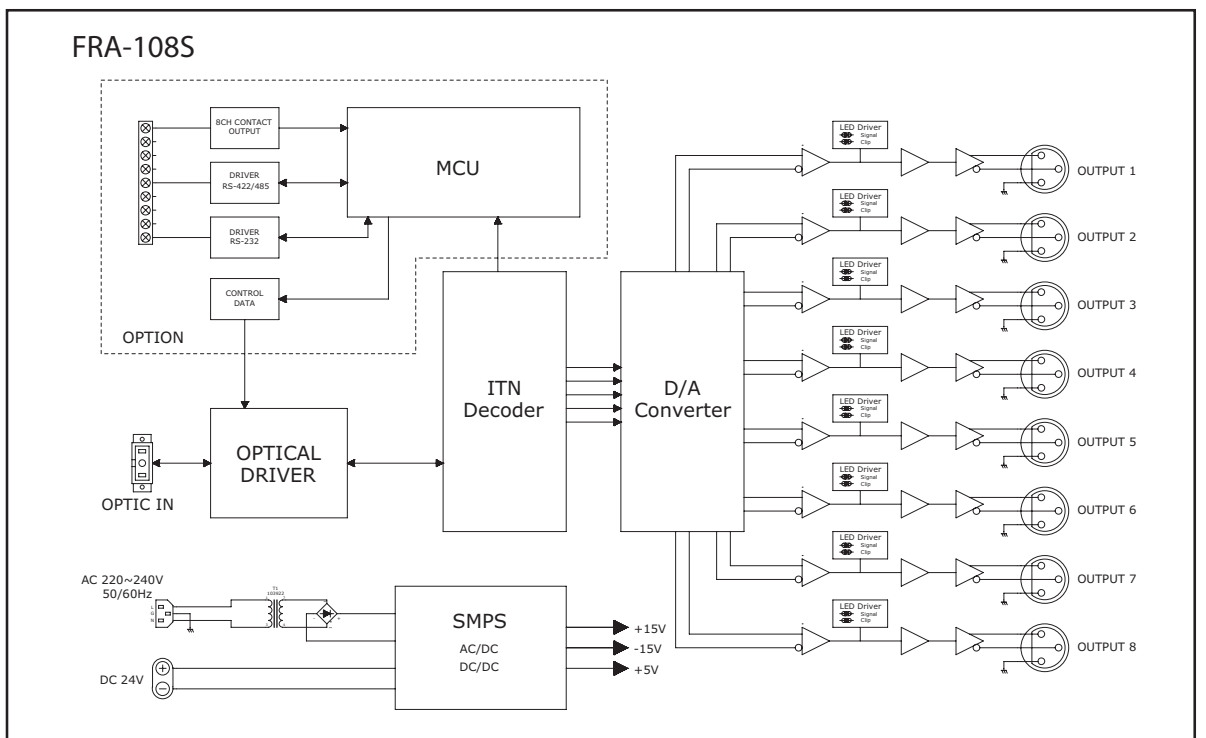 FRA-108S
8CH CONTACT
OUTPUT
MCU
DRIVER
RS-422/485
DRIVER
RS-232
CONTROL
DATA
OPTION
OPTIC IN
OPTICAL
DRIVER
ITN
Decoder
D/A
Converter
LED Driver
Signal
Clip
OUTPUT 1
LED Driver
Signal
Clip
OUTPUT 2
LED Driver
Signal
Clip
OUTPUT 3
LED Driver
Signal
Clip
OUTPUT 4
LED Driver
Signal
Clip
OUTPUT 5
LED Driver
Signal
Clip
OUTPUT 6
LED Driver
Signal
Clip
OUTPUT 7
LED Driver
Signal
Clip
OUTPUT 8
AC 220~240V
50/60Hz
L
G
N
T1
103922
DC 24V
SMPS
AC/DC
DC/DC
+15V
-15V
+5V